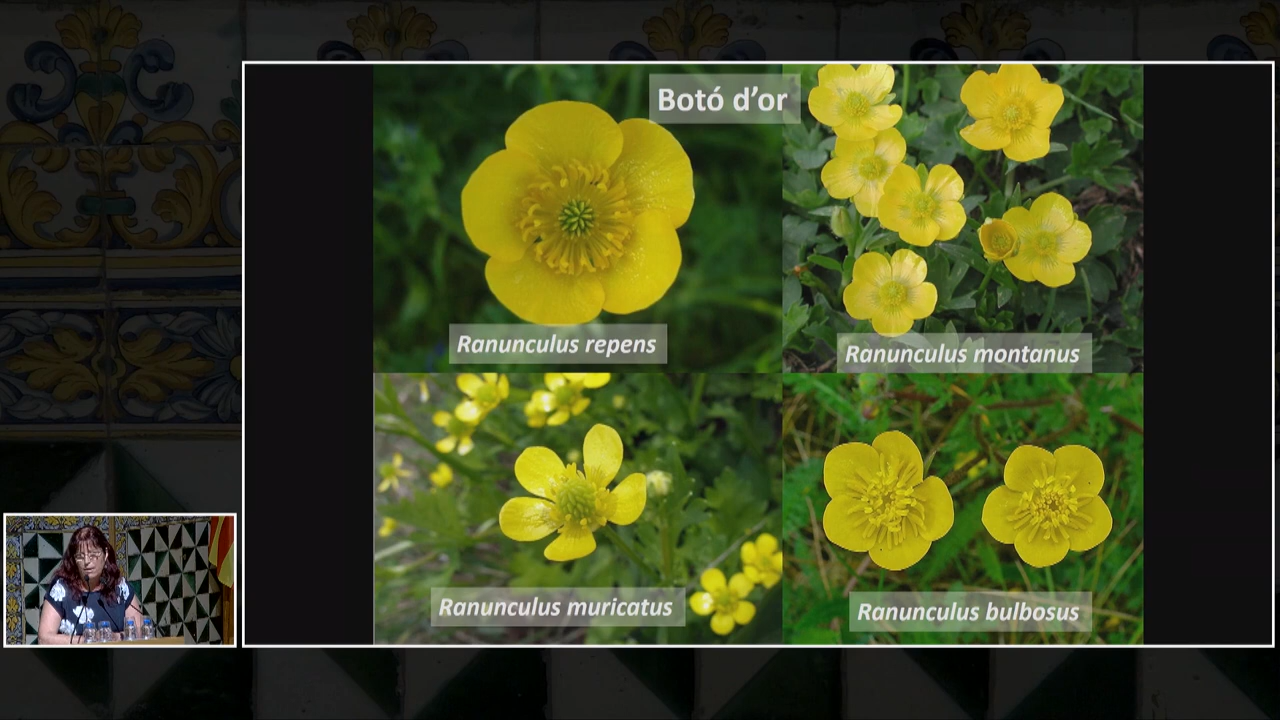 Botó d’or
Ranunculus repens
Ranunculus montanus
Ranunculus muricatus
Ranunculus bulbosus